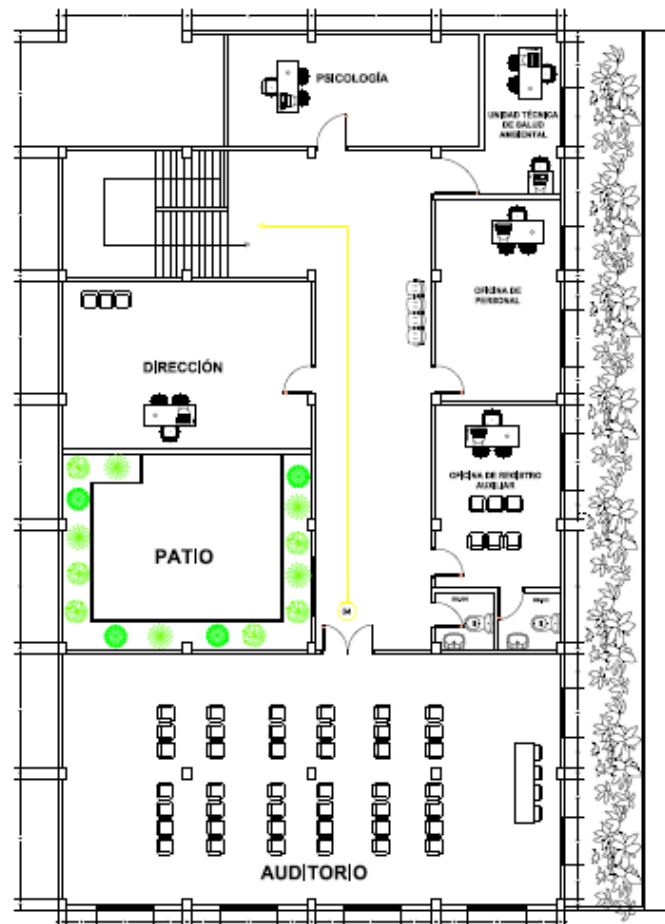 PSICOLOGÍA
UNIDAD TÉCNICA
DE SALUD
AMBIENTAL
OFICINA DE
PERSONAL
DIRECCIÓN
OFICINA DE REGISTRO
AUXILIAR
PATIO
AUDITORIO